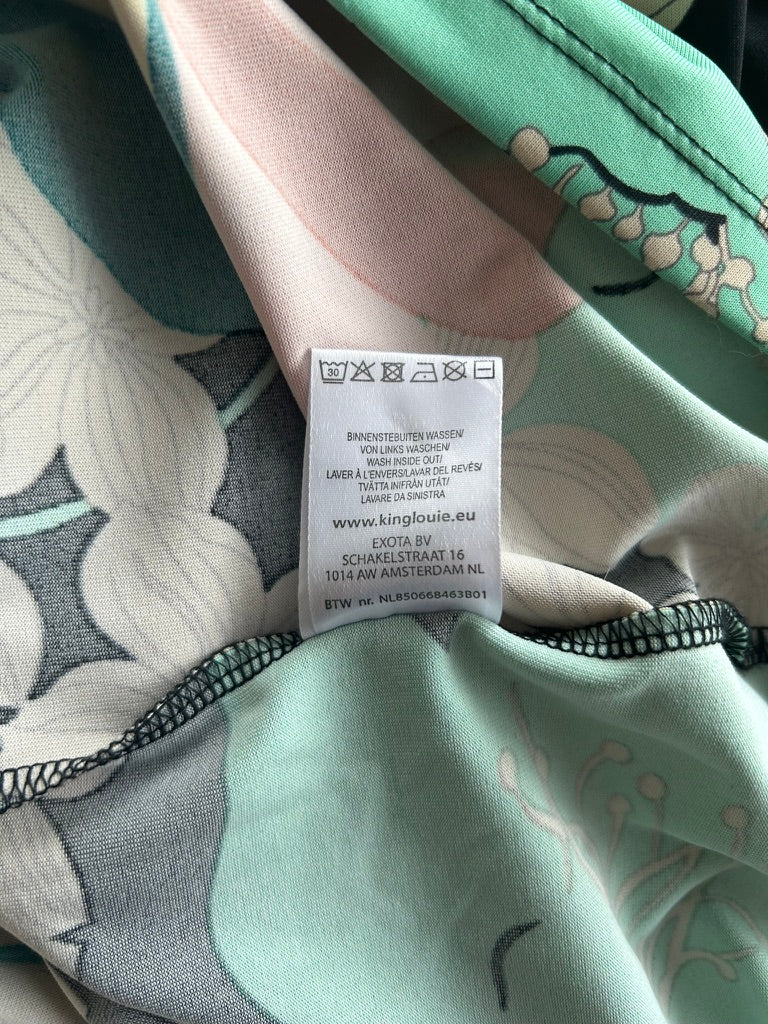 30
BINNENSTEBUITEN WASSEN/
VON LINKS WASCHEN/
WASH INSIDE OUT/
LAVER À L'ENVERS/LAVAR DEL REVÉS/
TVÄTTA INIFRÅN UTÅT/
LAVARE DA SINISTRA
www.kinglouie.eu
EXOTA BV
SCHAKELSTRAAT 16
1014 AW AMSTERDAM NL
BTW nr. NL850668463B01